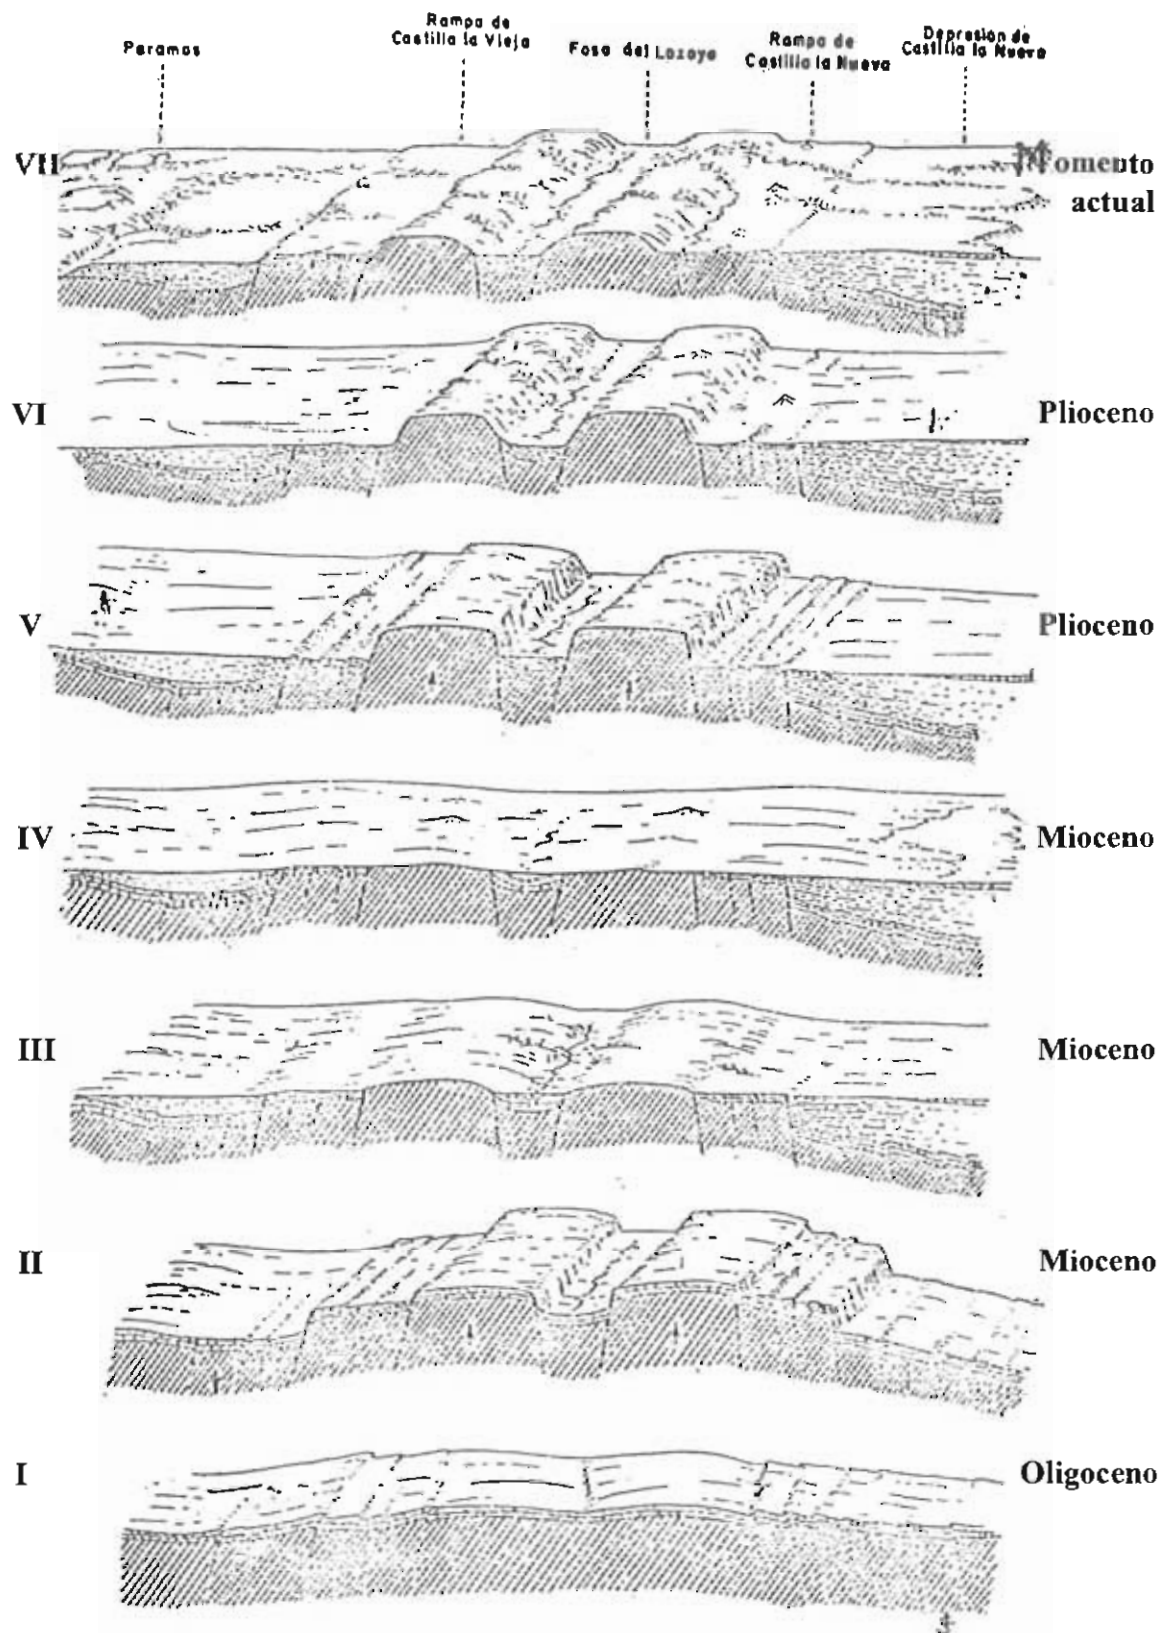 Paramos
Rampa de
Castilla la Vieja
Fosa del Lozoya
Rampa de
Castilla la Nueva
Depresion de
Castilla la Nueva
VII
Momento
actual
VI
Plioceno
V
Plioceno
IV
Mioceno
III
Mioceno
II
Mioceno
I
Oligoceno